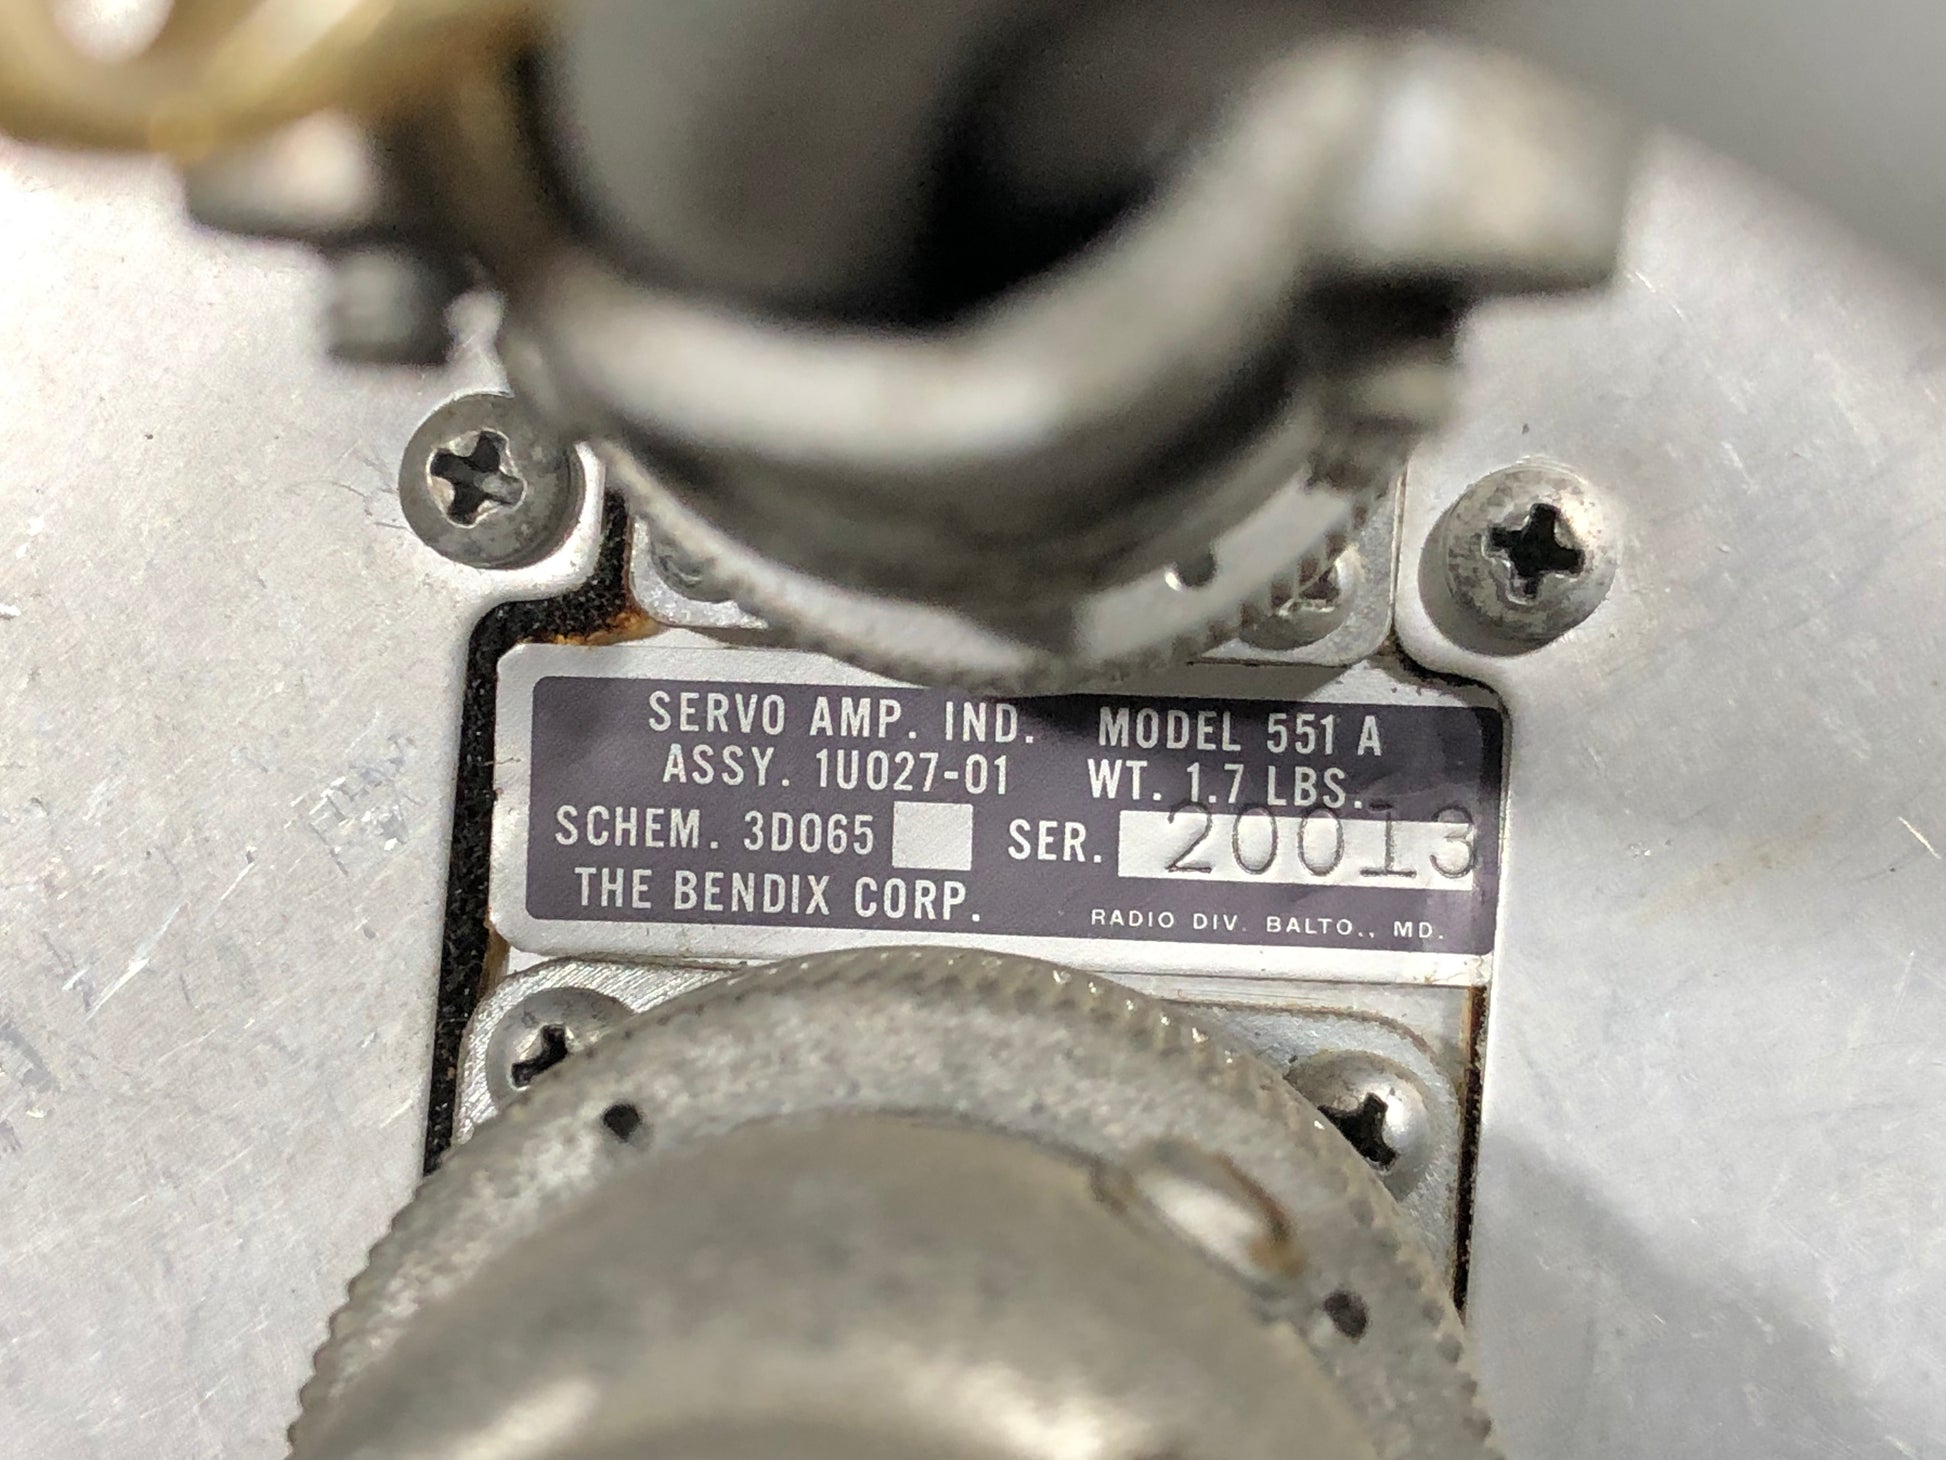 SERVO AMP. IND. MODEL 551 A
ASSY. 1U027-01 WT. 1.7 LBS.
SCHEM. 3D065 SER. 20013
THE BENDIX CORP. RADIO DIV. BALTO., MD.